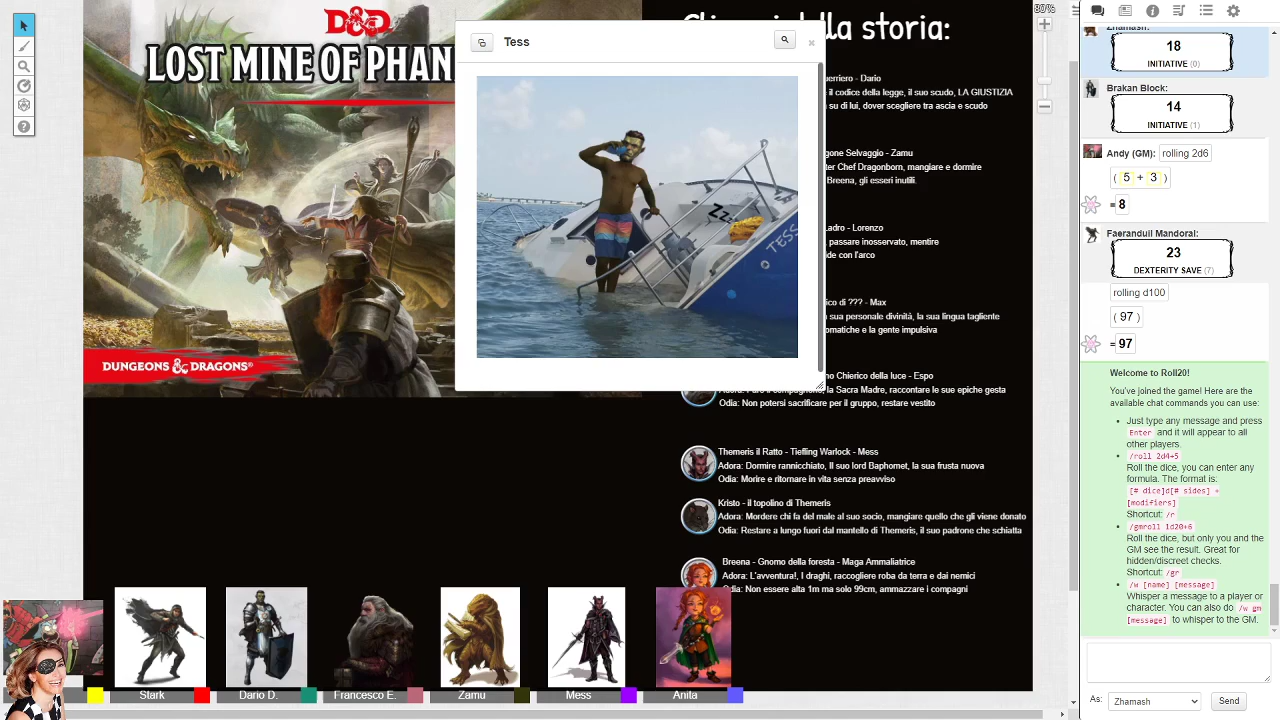 D&D
LOST MINE OF PHAN
DUNGEONS & DRAGONS®
Tess
×
Zz
TESS
della storia:
uerriero - Dario
il codice della legge, il suo scudo, LA GIUSTIZIA
su di lui, dover scegliere tra ascia e scudo
gone Selvaggio - Zamu
ter Chef Dragonborn, mangiare e dormire
Breena, gli esseri inutili.
Ladro - Lorenzo
passare inosservato, mentire
ide con l'arco
ico di ??? - Max
sua personale divinità, la sua lingua tagliente
omatiche e la gente impulsiva
no Chierico della luce - Espo
la Sacra Madre, raccontare le sue epiche gesta
Odia: Non potersi sacrificare per il gruppo, restare vestito
Themeris il Ratto - Tiefling Warlock - Mess
Adora: Dormire rannicchiato, Il suo lord Baphomet, la sua frusta nuova
Odia: Morire e ritornare in vita senza preavviso
Kristo - il topolino di Themeris
Adora: Mordere chi fa del male al suo socio, mangiare quello che gli viene donato
Odia: Restare a lungo fuori dal mantello di Themeris, il suo padrone che schiatta
Breena - Gnomo della foresta - Maga Ammaliatrice
Adora: L'avventura!, I draghi, raccogliere roba da terra e dai nemici
Odia: Non essere alta 1m ma solo 99cm, ammazzare i compagni
Stark
Dario D.
Francesco E.
Zamu
Mess
Anita
80%
Zhamash:
18
INITIATIVE (0)
Brakan Block:
14
INITIATIVE (1)
Andy (GM): rolling 2d6
( 5 + 3 )
=8
Faeranduil Mandoral:
23
DEXTERITY SAVE (7)
rolling d100
( 97 )
=97
Welcome to Roll20!
You've joined the game! Here are the
available chat commands you can use:
• Just type any message and press
Enter and it will appear to all
other players.
• /roll 2d4+5
Roll the dice, you can enter any
formula. The format is:
[# dice]d[# sides] +
[modifiers]
Shortcut: /r
• /gmroll 1d20+6
Roll the dice, but only you and the
GM see the result. Great for
hidden/discreet checks.
Shortcut: /gr
• /w [name] [message]
Whisper a message to a player or
character. You can also do /w gm
[message] to whisper to the GM.
As: Zhamash Send